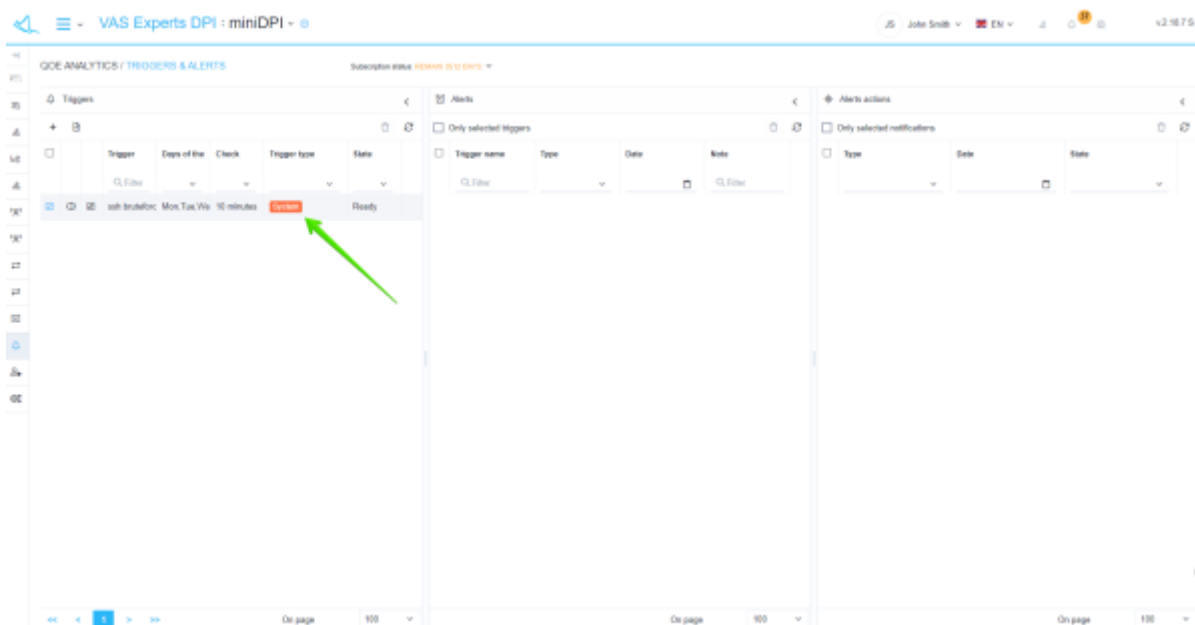 VAS Experts DPI : miniDPI
JS John Smith EN v.2.18.7 S
QOE ANALYTICS / TRIGGERS & ALERTS Subscription status: REMAIN DAYS
Triggers
Alerts
Alerts actions
Only selected triggers
Only selected notifications
Trigger Days of the Check Trigger type State
Trigger name Type Date Note
Type Date State
Filter
Filter Filter
ssh bruteforc Mon,Tue,We 10 minutes System Ready
<< < 1 > >> On page 100
On page 100
On page 100